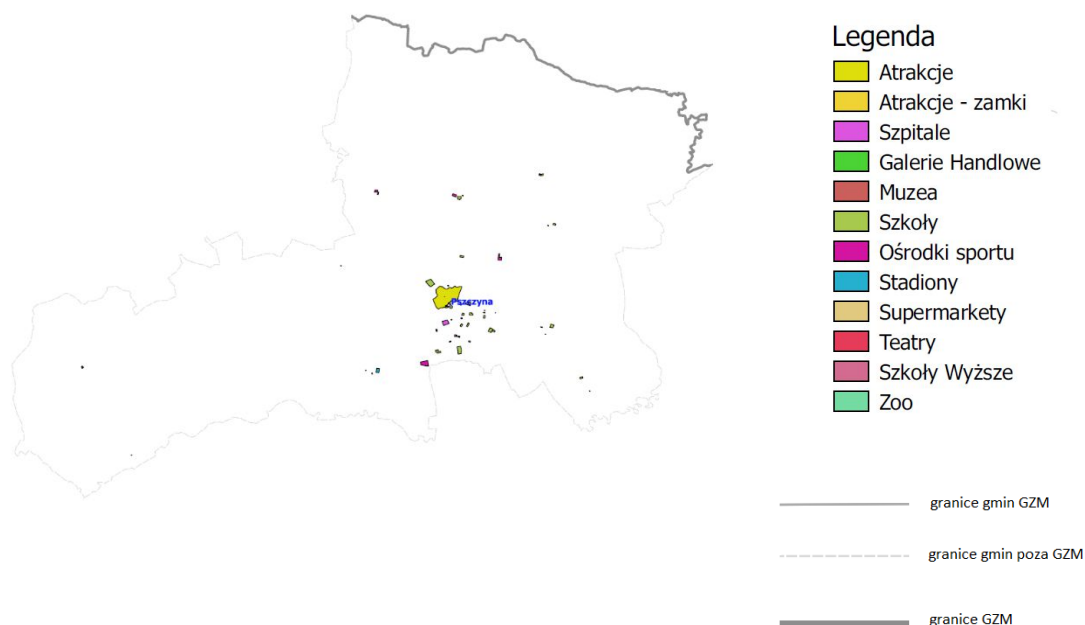 Legenda
Atrakcje
Atrakcje - zamki
Szpitale
Galerie Handlowe
Muzea
Szkoły
Ośrodki sportu
Stadiony
Supermarkety
Teatry
Szkoły Wyższe
Zoo
Pszczyna
granice gmin GZM
granice gmin poza GZM
granice GZM